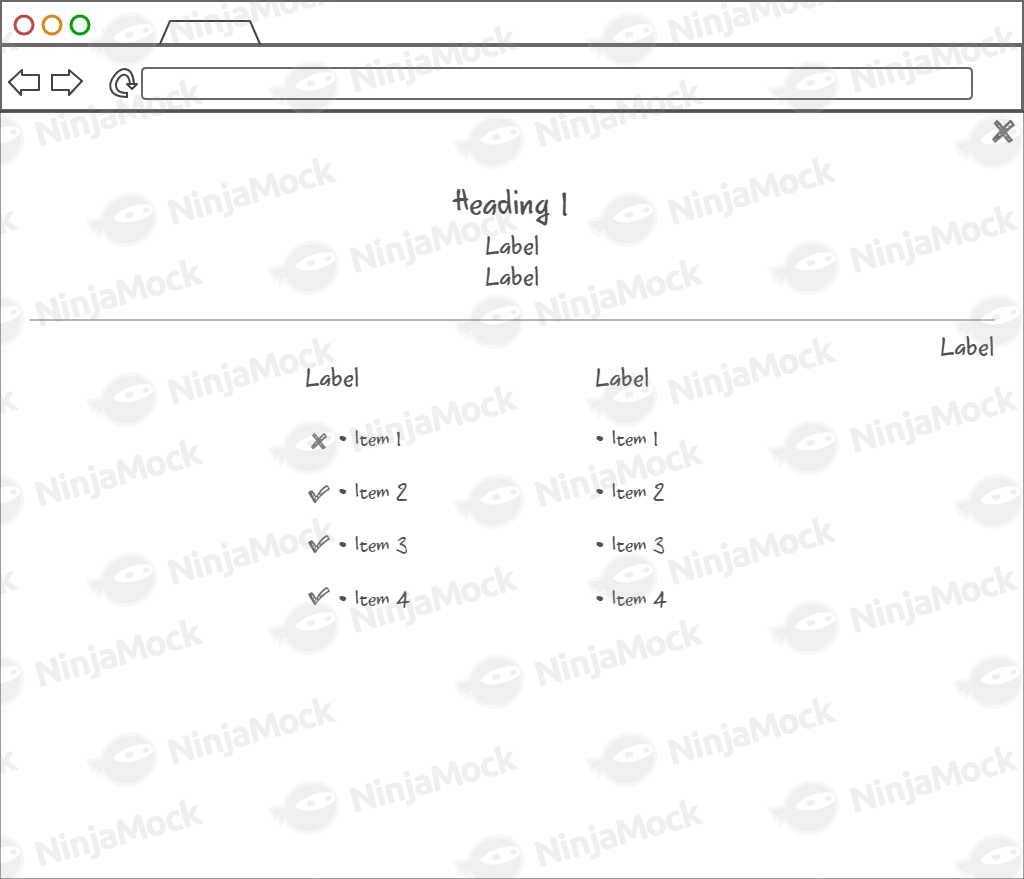 Heading 1
Label
Label
Label
Label
Label
• Item 1
• Item 2
• Item 3
• Item 4
• Item 1
• Item 2
• Item 3
• Item 4
NinjaMock